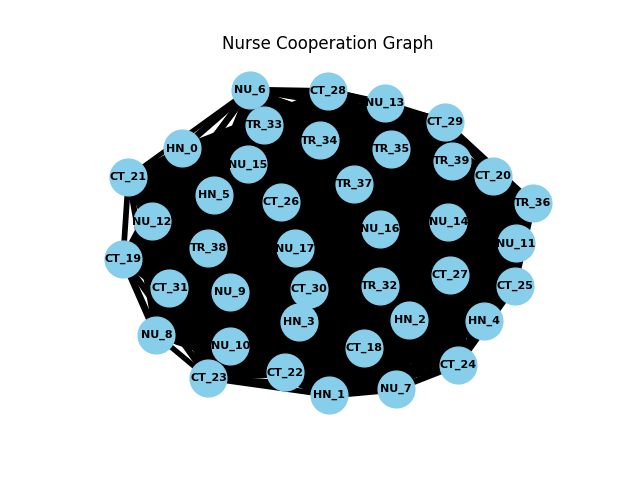 Nurse Cooperation Graph
NU_6
CT_28
NU_13
CT_29
TR_33
TR_34
HN_0
TR_35
NU_15
TR_39
CT_21
CT_20
TR_37
HN_5
CT_26
TR_36
NU_12
NU_16
NU_14
TR_38
NU_17
NU_11
CT_19
CT_27
CT_31
NU_9
CT_30
TR_32
CT_25
HN_3
HN_2
HN_4
NU_8
NU_10
CT_18
CT_22
CT_24
CT_23
HN_1
NU_7